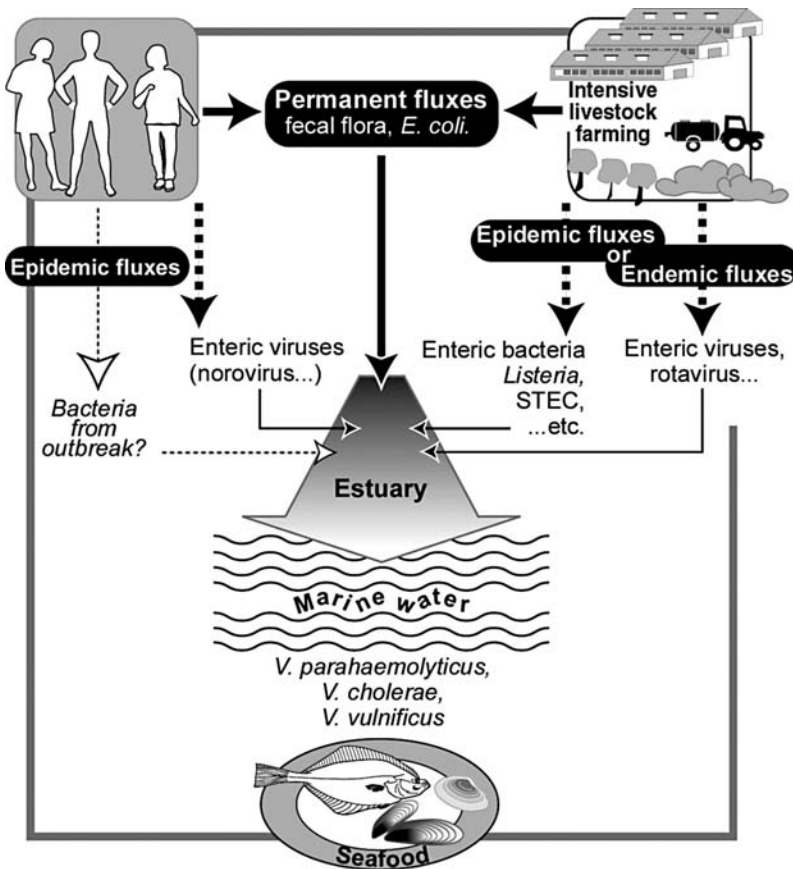 Permanent fluxes
fecal flora, E. coli.
Intensive
livestock
farming
Epidemic fluxes
Epidemic fluxes
or
Endemic fluxes
Enteric viruses
(norovirus...)
Enteric bacteria
Listeria,
STEC,
...etc.
Enteric viruses,
rotavirus...
Bacteria
from
outbreak?
Estuary
Marine water
V. parahaemolyticus,
V. cholerae,
V. vulnificus
Seafood